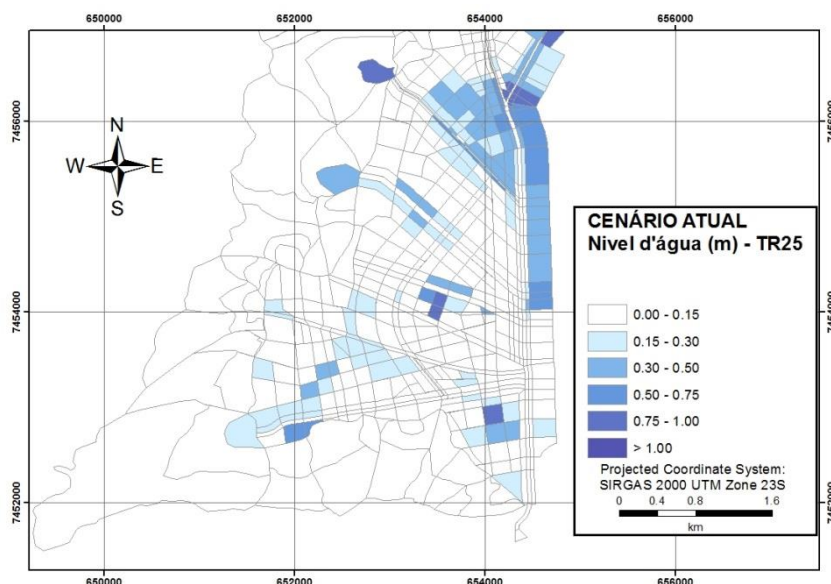 650000 652000 654000 656000
7456000 7456000
N
W E
S
CENÁRIO ATUAL
Nivel d'água (m) - TR25
0.00 - 0.15
0.15 - 0.30
0.30 - 0.50
0.50 - 0.75
0.75 - 1.00
> 1.00
Projected Coordinate System:
SIRGAS 2000 UTM Zone 23S
0 0.4 0.8 1.6
km
7454000 7454000
7452000 7452000
650000 652000 654000 656000